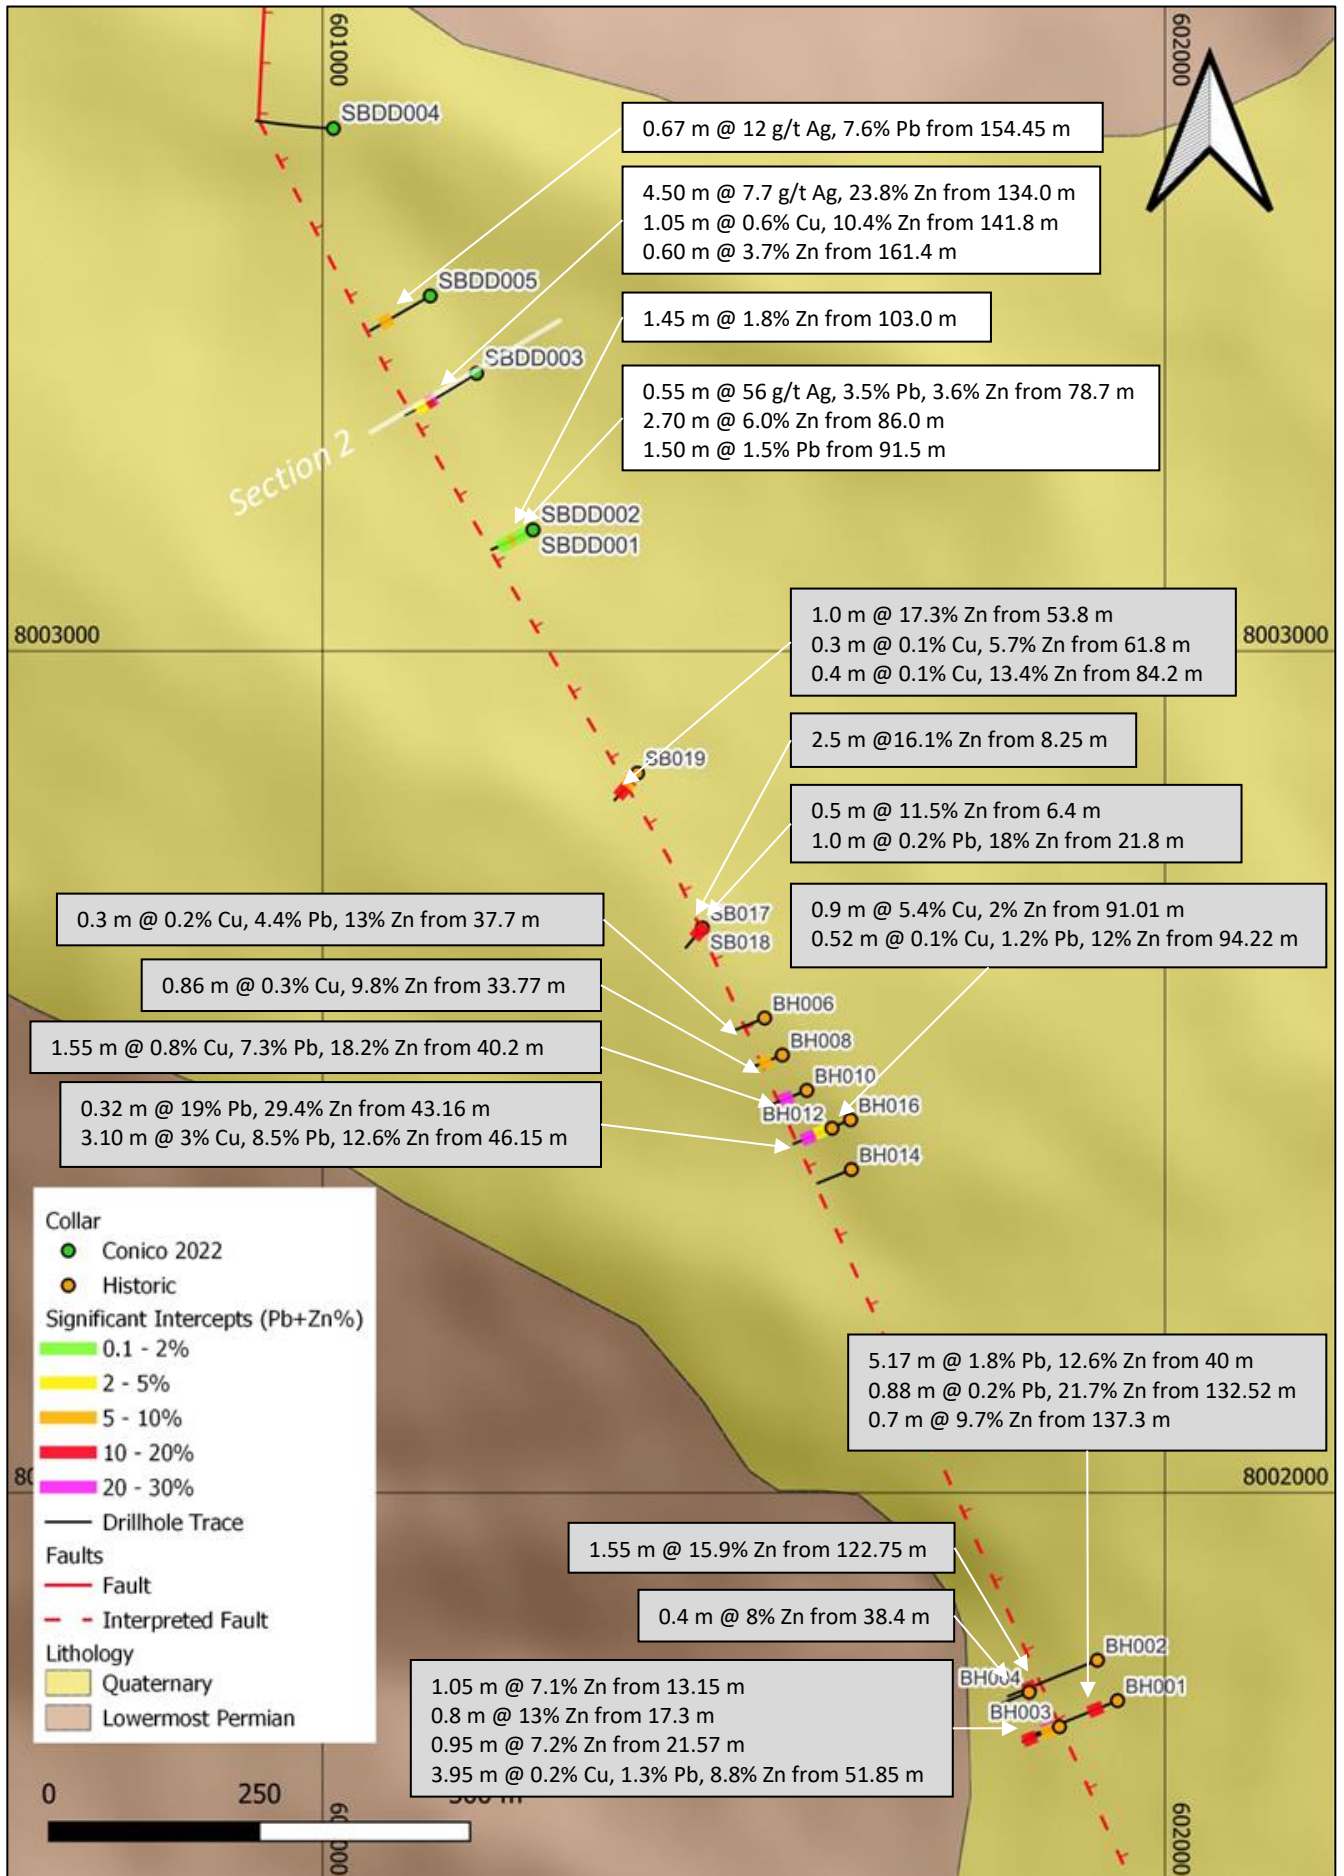 601000
602000
SBDD004
0.67 m @ 12 g/t Ag, 7.6% Pb from 154.45 m
4.50 m @ 7.7 g/t Ag, 23.8% Zn from 134.0 m
1.05 m @ 0.6% Cu, 10.4% Zn from 141.8 m
0.60 m @ 3.7% Zn from 161.4 m
SBDD005
1.45 m @ 1.8% Zn from 103.0 m
SBDD003
0.55 m @ 56 g/t Ag, 3.5% Pb, 3.6% Zn from 78.7 m
2.70 m @ 6.0% Zn from 86.0 m
1.50 m @ 1.5% Pb from 91.5 m
Section 2
SBDD002
SBDD001
8003000
8003000
1.0 m @ 17.3% Zn from 53.8 m
0.3 m @ 0.1% Cu, 5.7% Zn from 61.8 m
0.4 m @ 0.1% Cu, 13.4% Zn from 84.2 m
2.5 m @16.1% Zn from 8.25 m
SB019
0.5 m @ 11.5% Zn from 6.4 m
1.0 m @ 0.2% Pb, 18% Zn from 21.8 m
0.3 m @ 0.2% Cu, 4.4% Pb, 13% Zn from 37.7 m
SB017
SB018
0.9 m @ 5.4% Cu, 2% Zn from 91.01 m
0.52 m @ 0.1% Cu, 1.2% Pb, 12% Zn from 94.22 m
0.86 m @ 0.3% Cu, 9.8% Zn from 33.77 m
BH006
1.55 m @ 0.8% Cu, 7.3% Pb, 18.2% Zn from 40.2 m
BH008
BH010
0.32 m @ 19% Pb, 29.4% Zn from 43.16 m
3.10 m @ 3% Cu, 8.5% Pb, 12.6% Zn from 46.15 m
BH012
BH016
BH014
Collar
Conico 2022
Historic
Significant Intercepts (Pb+Zn%)
0.1 - 2%
2 - 5%
5 - 10%
10 - 20%
20 - 30%
Drillhole Trace
Faults
Fault
Interpreted Fault
Lithology
Quaternary
Lowermost Permian
5.17 m @ 1.8% Pb, 12.6% Zn from 40 m
0.88 m @ 0.2% Pb, 21.7% Zn from 132.52 m
0.7 m @ 9.7% Zn from 137.3 m
8002000
1.55 m @ 15.9% Zn from 122.75 m
0.4 m @ 8% Zn from 38.4 m
BH002
BH004
BH001
BH003
1.05 m @ 7.1% Zn from 13.15 m
0.8 m @ 13% Zn from 17.3 m
0.95 m @ 7.2% Zn from 21.57 m
3.95 m @ 0.2% Cu, 1.3% Pb, 8.8% Zn from 51.85 m
0 250
602000